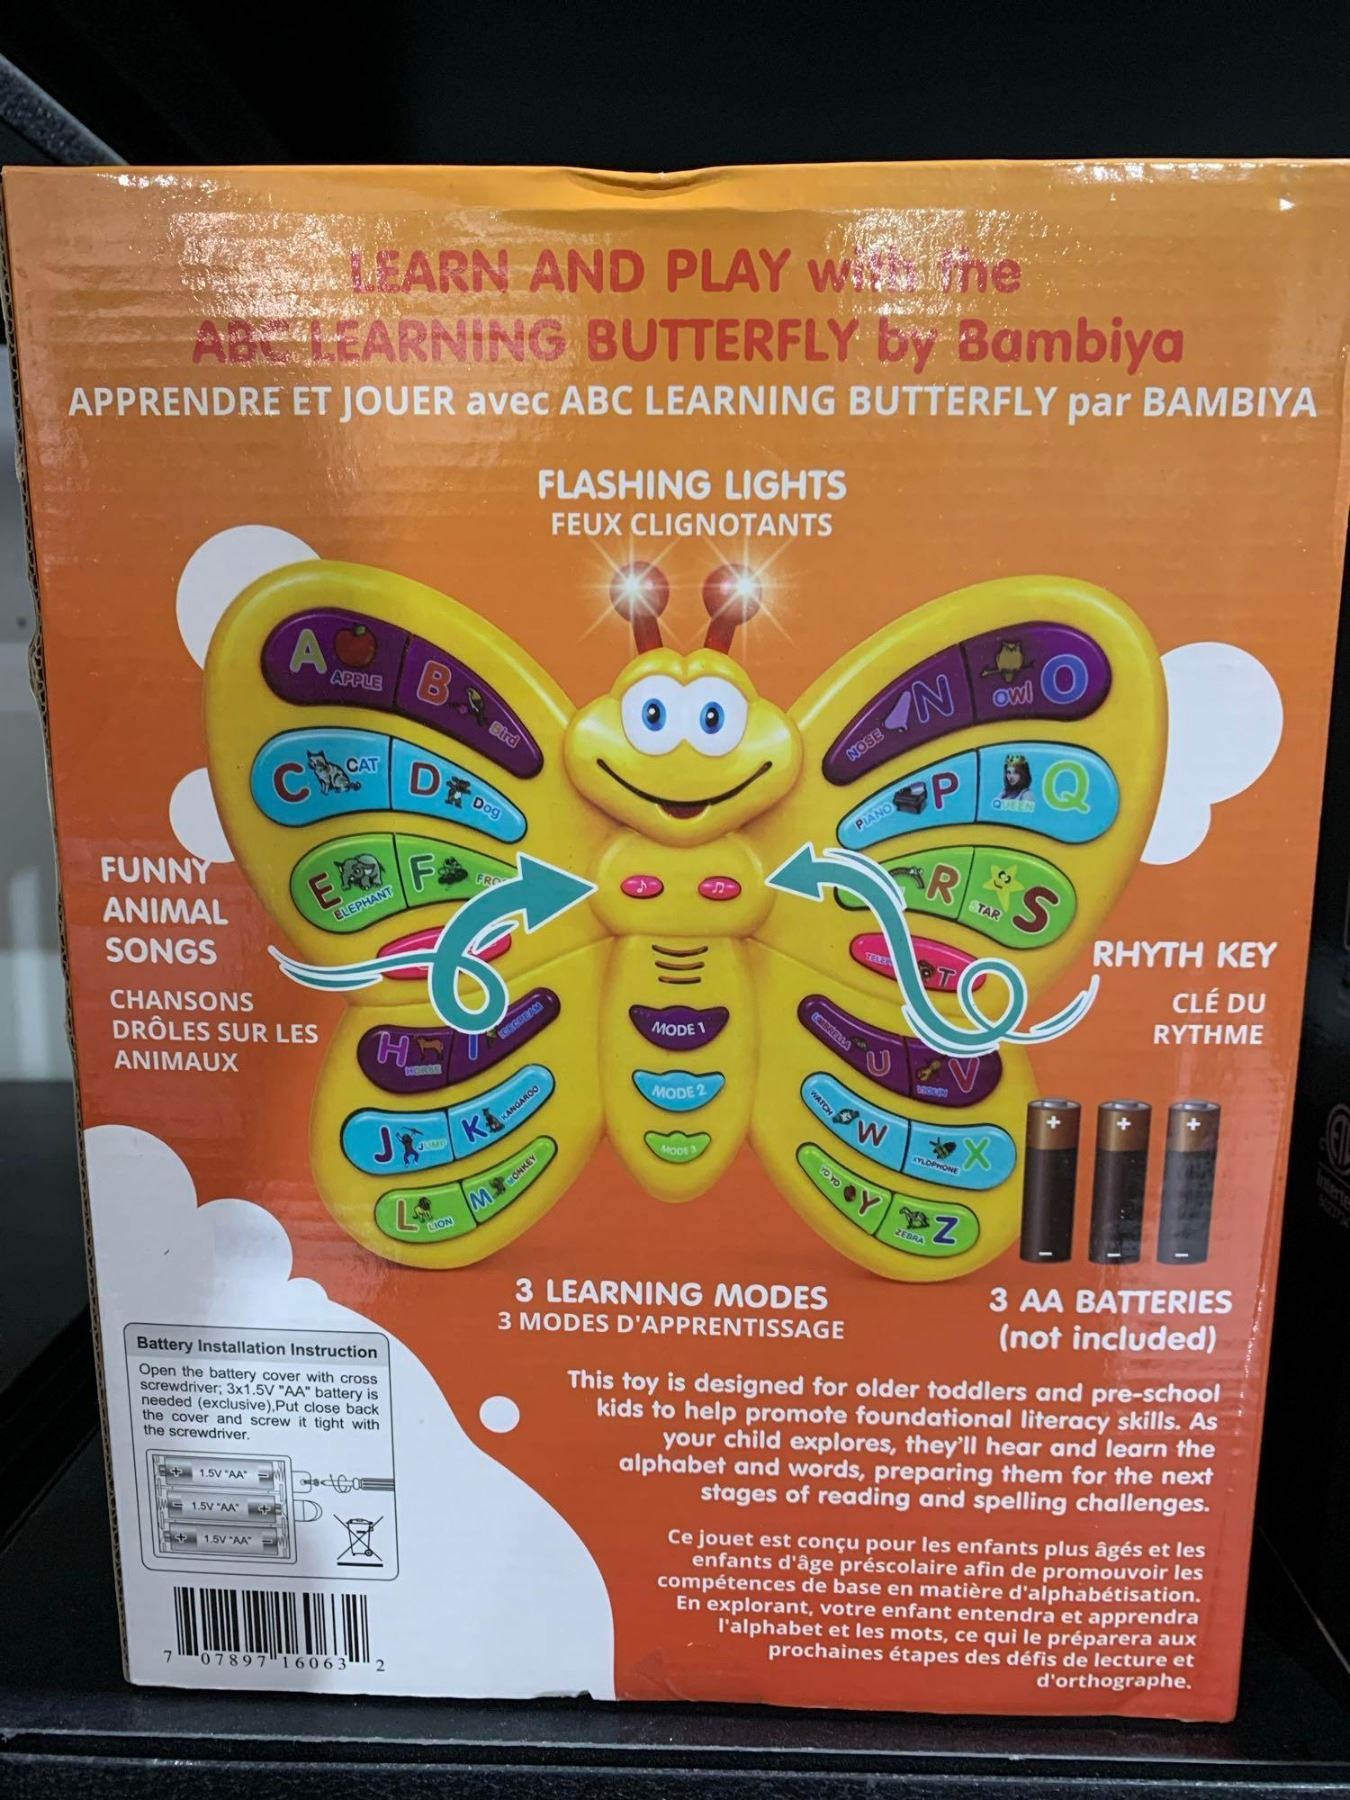 LEARN AND PLAY with the
ABC LEARNING BUTTERFLY by Bambiya
APPRENDRE ET JOUER avec ABC LEARNING BUTTERFLY par BAMBIYA
FLASHING LIGHTS
FEUX CLIGNOTANTS
A APPLE
B Bird
C CAT
D Dog
E ELEPHANT
F
H HORSE
I ICECREAM
J JUMP
K KANGAROO
L LION
M MONKEY
NOSE N
owl O
PIANO P
QUEEN Q
R
STAR S
T
UMBRELLA U
VIOLIN V
WATCH W
XYLOPHONE X
YOYO Y
ZEBRA Z
MODE 1
MODE 2
MODE 3
FUNNY
ANIMAL
SONGS
CHANSONS
DRÔLES SUR LES
ANIMAUX
RHYTH KEY
CLÉ DU
RYTHME
3 LEARNING MODES
3 MODES D'APPRENTISSAGE
3 AA BATTERIES
(not included)
Battery Installation Instruction
Open the battery cover with cross
screwdriver; 3x1.5V "AA" battery is
needed (exclusive),Put close back
the cover and screw it tight with
the screwdriver.
1.5V "AA"
1.5V "AA"
1.5V "AA"
7 07897 16063 2
This toy is designed for older toddlers and pre-school
kids to help promote foundational literacy skills. As
your child explores, they'll hear and learn the
alphabet and words, preparing them for the next
stages of reading and spelling challenges.
Ce jouet est conçu pour les enfants plus âgés et les
enfants d'âge préscolaire afin de promouvoir les
compétences de base en matière d'alphabétisation.
En explorant, votre enfant entendra et apprendra
l'alphabet et les mots, ce qui le préparera aux
prochaines étapes des défis de lecture et
d'orthographe.